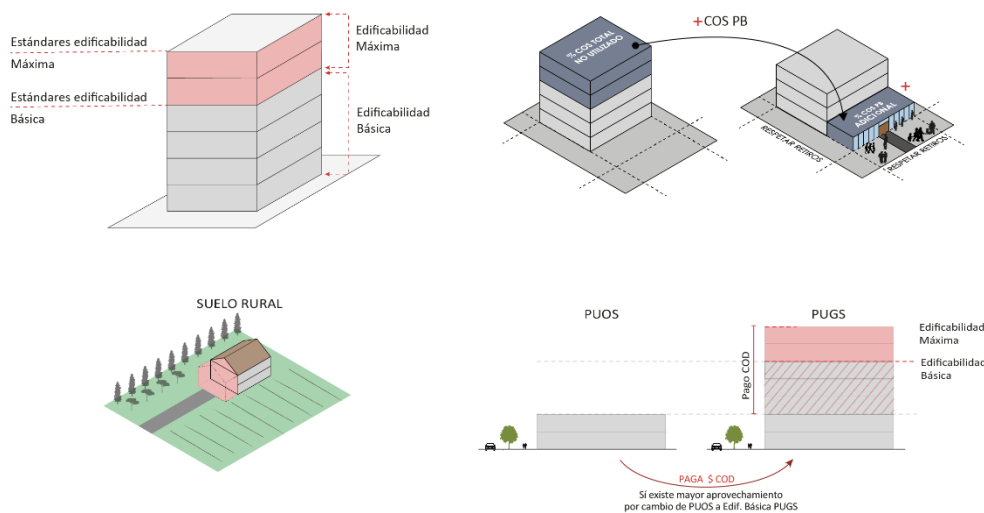 Estándares edificabilidad
Máxima
Estándares edificabilidad
Básica
Edificabilidad
Máxima
Edificabilidad
Básica
+COS PB
% COS TOTAL
NO UTILIZADO
+
% COS PB
ADICIONAL
RESPETAR RETIROS
RESPETAR RETIROS
SUELO RURAL
PUOS
PUGS
Edificabilidad
Máxima
Edificabilidad
Básica
Pago COD
PAGA $ COD
Sí existe mayor aprovechamiento
por cambio de PUOS a Edif. Básica PUGS